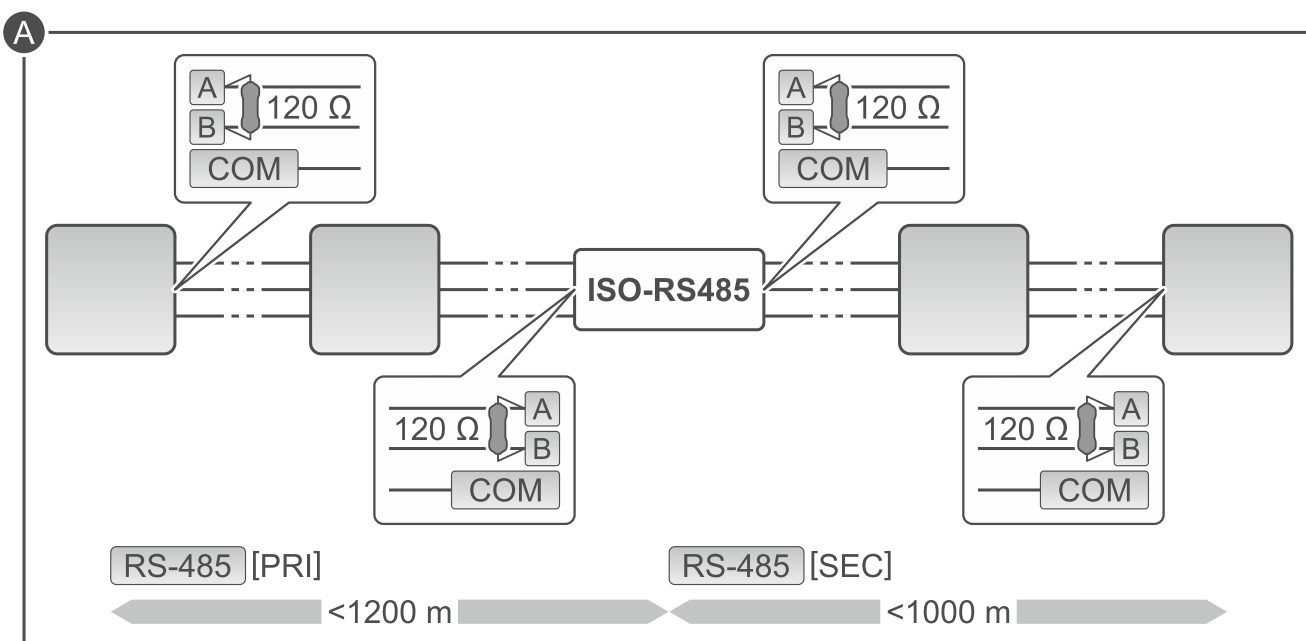 A
A
120 Ω
B
COM
A
120 Ω
B
COM
ISO-RS485
120 Ω
A
B
COM
120 Ω
A
B
COM
RS-485 [PRI]
RS-485 [SEC]
<1200 m
<1000 m